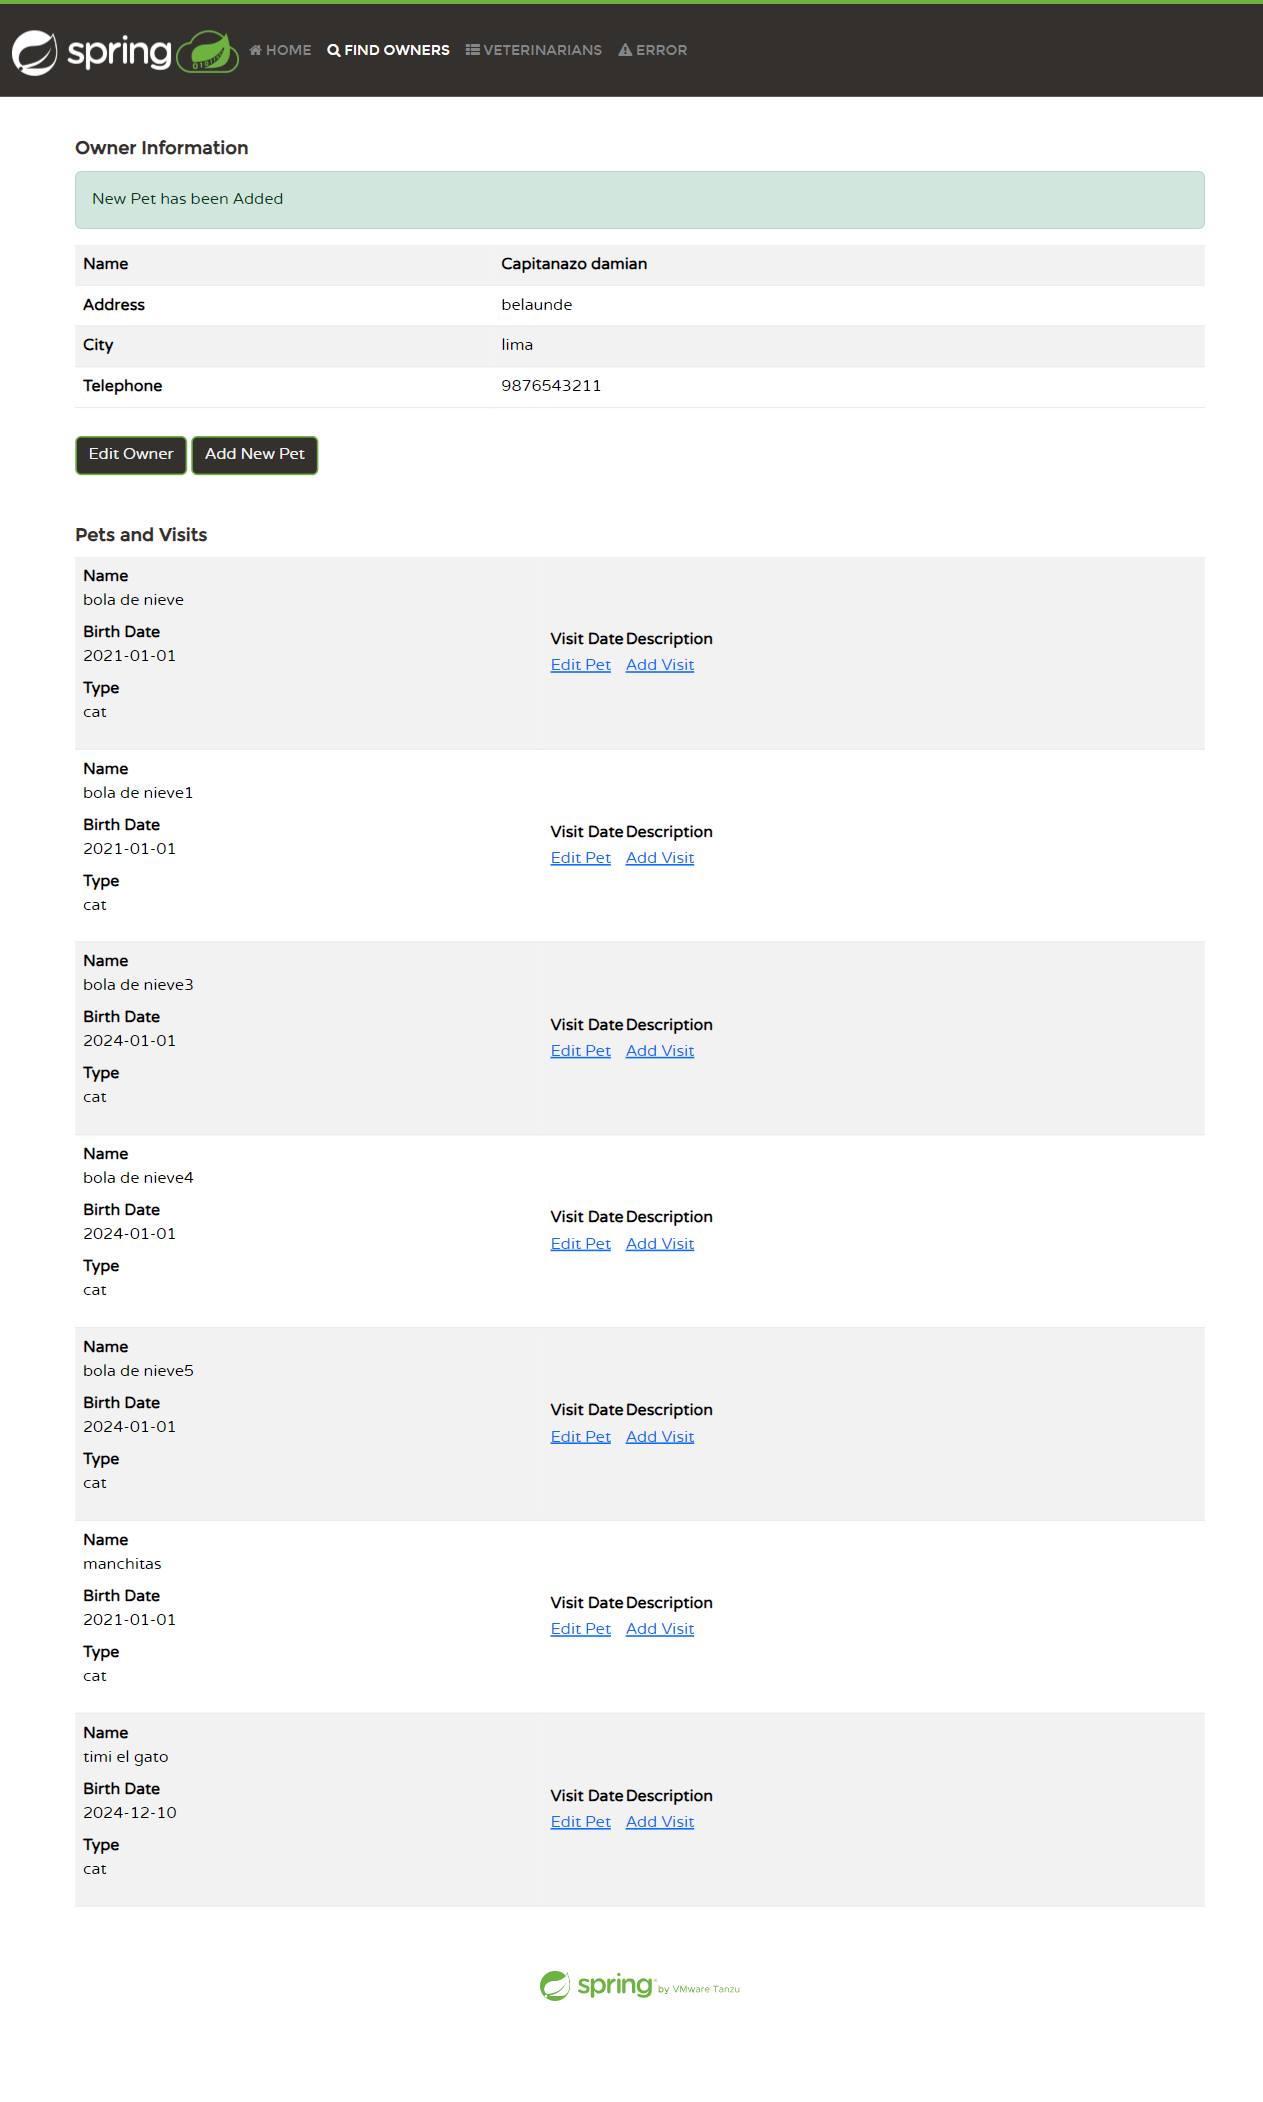 spring HOME FIND OWNERS VETERINARIANS ERROR
Owner Information
New Pet has been Added
Name Capitanazo damian
Address belaunde
City lima
Telephone 9876543211
Edit Owner Add New Pet
Pets and Visits
Name
bola de nieve
Birth Date
2021-01-01
Type
cat
Visit Date Description
Edit Pet Add Visit
Name
bola de nieve1
Birth Date
2021-01-01
Type
cat
Visit Date Description
Edit Pet Add Visit
Name
bola de nieve3
Birth Date
2024-01-01
Type
cat
Visit Date Description
Edit Pet Add Visit
Name
bola de nieve4
Birth Date
2024-01-01
Type
cat
Visit Date Description
Edit Pet Add Visit
Name
bola de nieve5
Birth Date
2024-01-01
Type
cat
Visit Date Description
Edit Pet Add Visit
Name
manchitas
Birth Date
2021-01-01
Type
cat
Visit Date Description
Edit Pet Add Visit
Name
timi el gato
Birth Date
2024-12-10
Type
cat
Visit Date Description
Edit Pet Add Visit
spring by VMware Tanzu